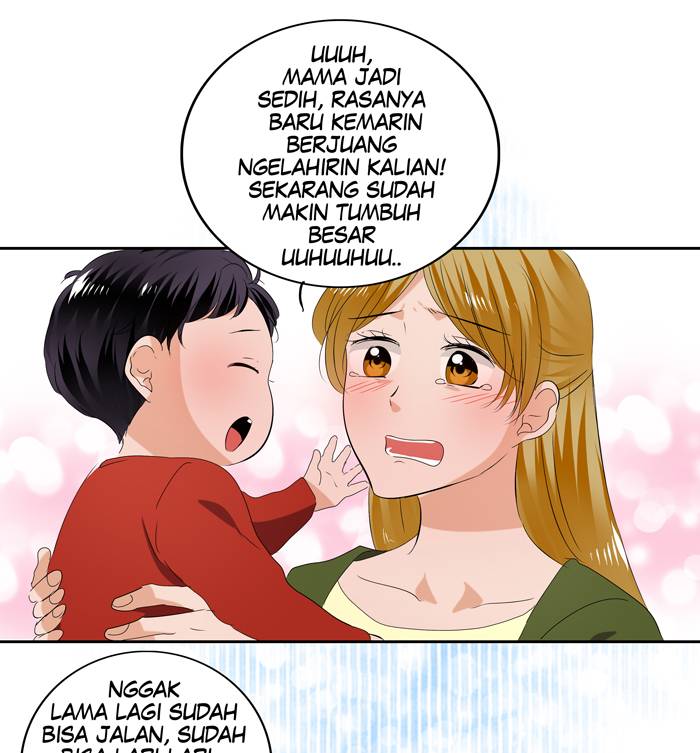 UUUH,
MAMA JADI
SEDIH, RASANYA
BARU KEMARIN
BERJUANG
NGELAHIRIN KALIAN!
SEKARANG SUDAH
MAKIN TUMBUH
BESAR
UUHUUHUU..
NGGAK
LAMA LAGI SUDAH
BISA JALAN, SUDAH